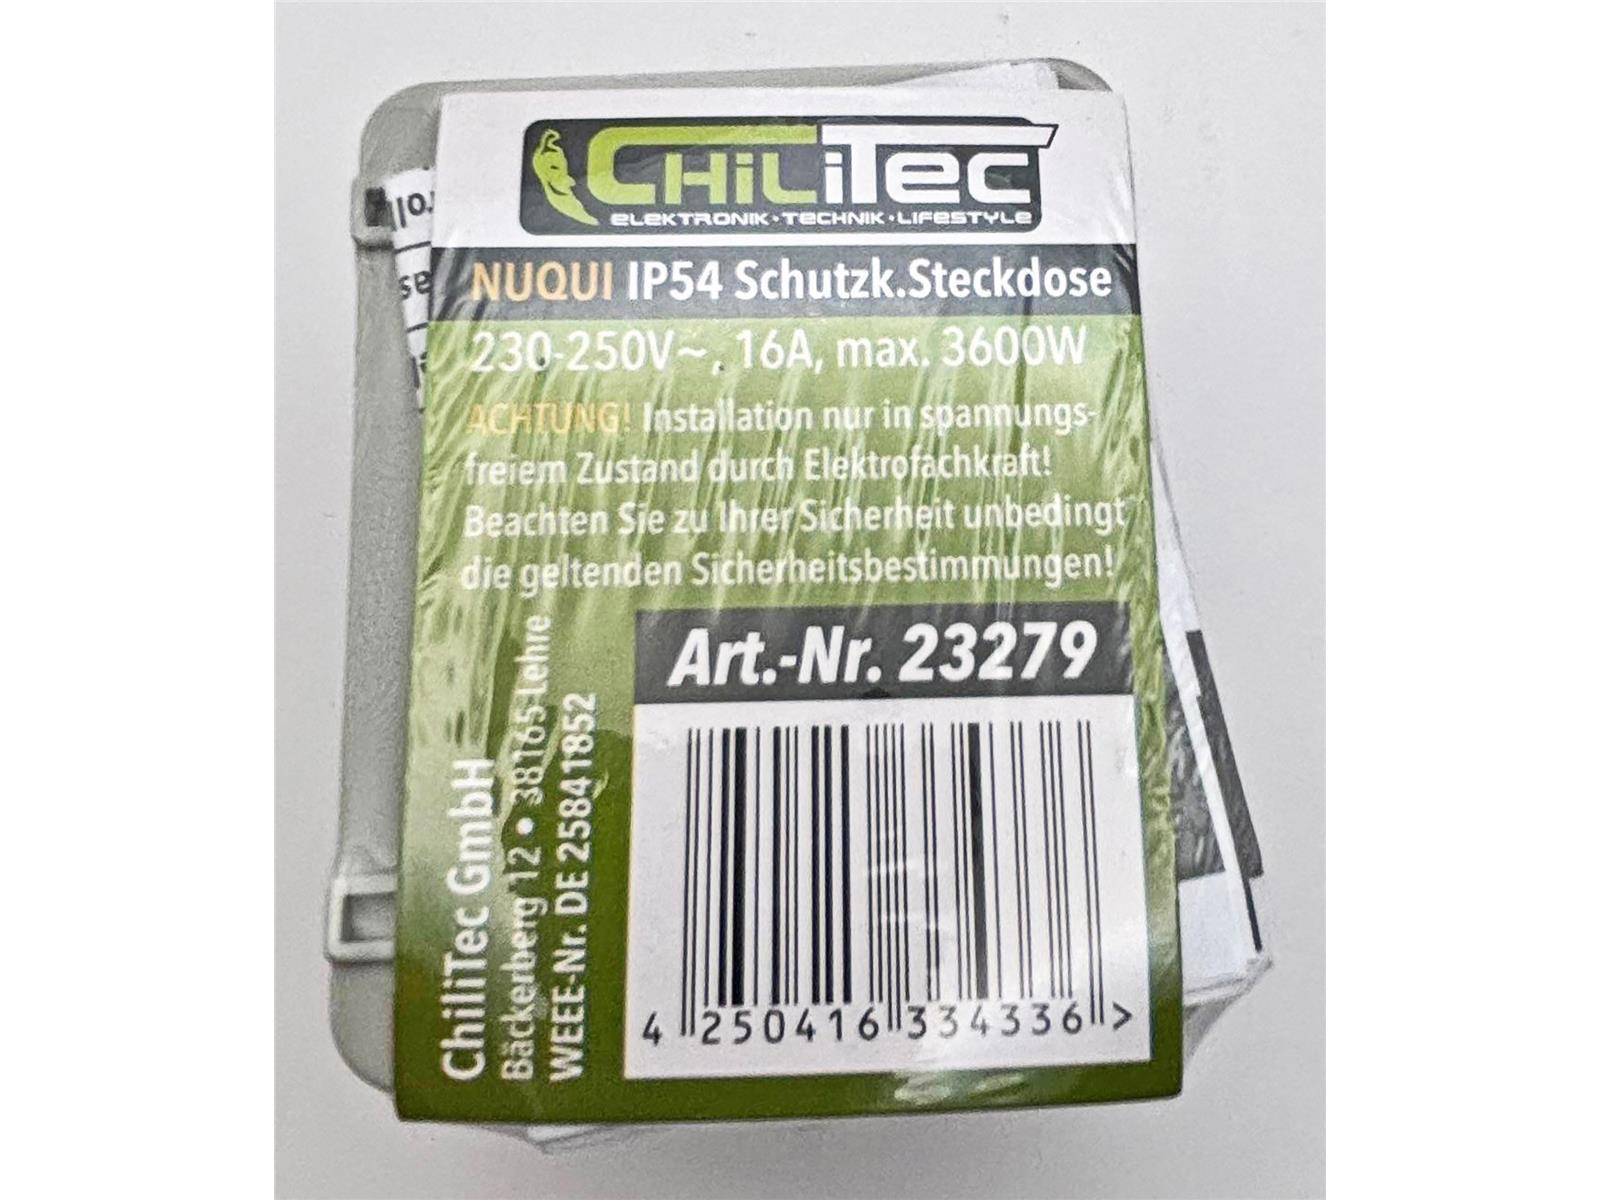 CHiLiTEC
ELEKTRONIK·TECHNIK·LIFESTYLE
NUQUI IP54 Schutzk.Steckdose
230-250V~, 16A, max. 3600W
ACHTUNG! Installation nur in spannungs-
freiem Zustand durch Elektrofachkraft!
Beachten Sie zu Ihrer Sicherheit unbedingt
die geltenden Sicherheitsbestimmungen!
Art.-Nr. 23279
ChiliTec GmbH
Bäckerberg 12 • 38165 Lehre
WEEE-Nr. DE 25841852
4 250416 334336 >